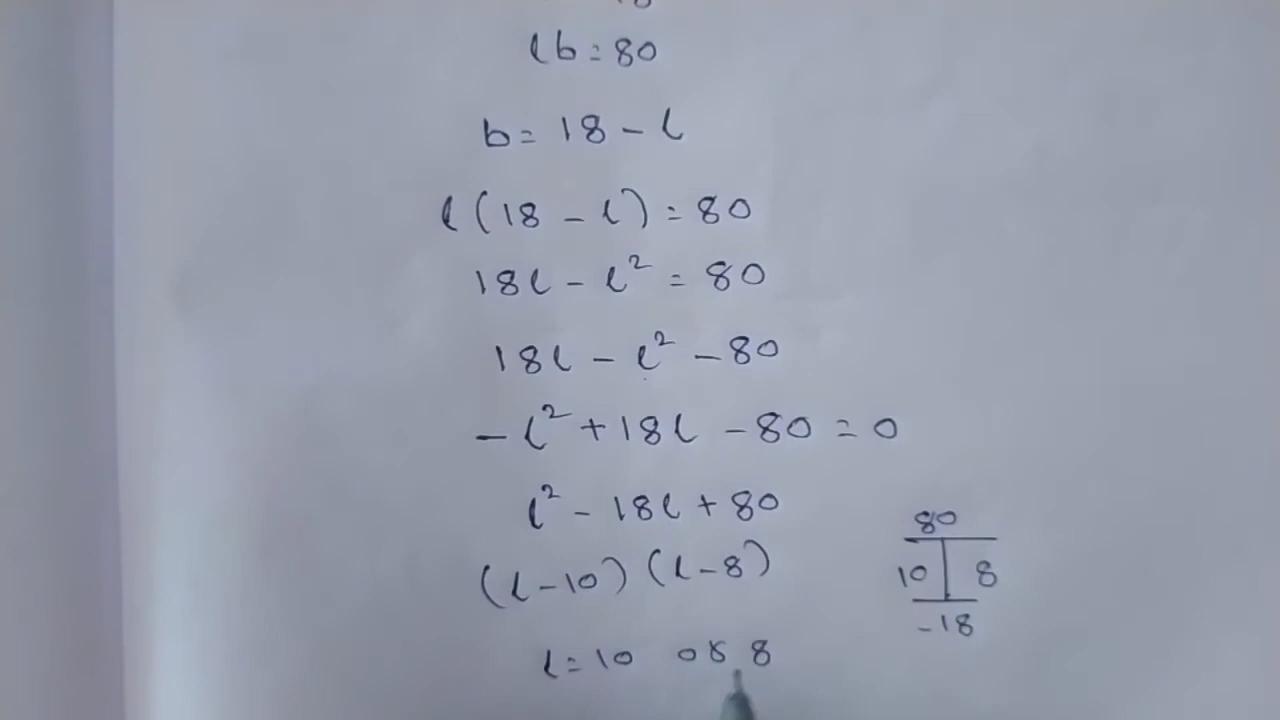 lb = 80
b = 18 - l
l(18 - l) = 80
18l - l² = 80
18l - l² - 80
-l² + 18l - 80 = 0
l² - 18l + 80
(l - 10) (l - 8)
l = 10 or 8
80
10 8
-18